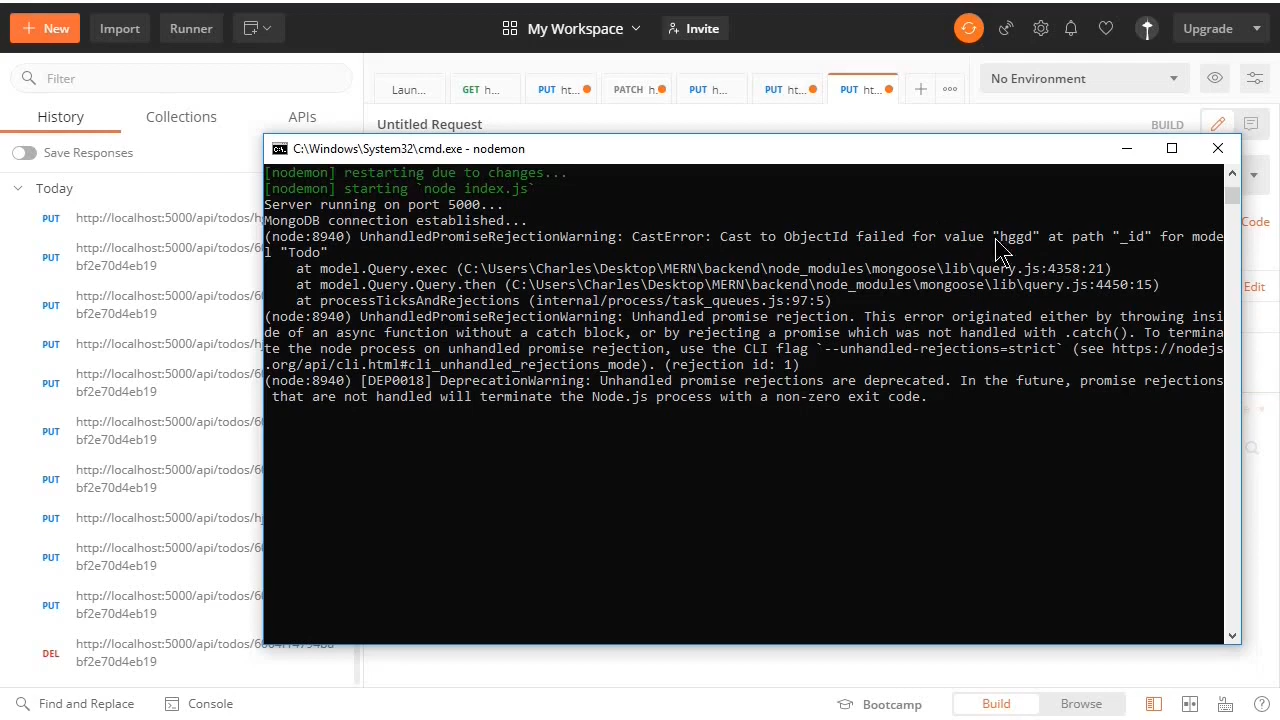 New
Import
Runner
My Workspace
Invite
Upgrade
Filter
Laun...
GET h...
PUT ht...
PATCH h.
PUT h...
PUT ht...
PUT ht...
No Environment
History
Collections
APIs
Untitled Request
BUILD
Save Responses
C:\Windows\System32\cmd.exe - nodemon
Today
PUT http://localhost:5000/api/todos/h
PUT http://localhost:5000/api/todos/6
bf2e70d4eb19
PUT http://localhost:5000/api/todos/6
bf2e70d4eb19
PUT http://localhost:5000/api/todos/h
PUT http://localhost:5000/api/todos/6
bf2e70d4eb19
PUT http://localhost:5000/api/todos/6
bf2e70d4eb19
PUT http://localhost:5000/api/todos/6
bf2e70d4eb19
PUT http://localhost:5000/api/todos/h
PUT http://localhost:5000/api/todos/6
bf2e70d4eb19
PUT http://localhost:5000/api/todos/6
bf2e70d4eb19
DEL
bf2e70d4eb19
[nodemon] restarting due to changes...
[nodemon] starting `node index.js`
Server running on port 5000...
MongoDB connection established...
(node:8940) UnhandledPromiseRejectionWarning: CastError: Cast to ObjectId failed for value "hggd" at path "_id" for mode
l "Todo"
at model.Query.exec (C:\Users\Charles\Desktop\MERN\backend\node_modules\mongoose\lib\query.js:4358:21)
at model.Query.Query.then (C:\Users\Charles\Desktop\MERN\backend\node_modules\mongoose\lib\query.js:4450:15)
at processTicksAndRejections (internal/process/task_queues.js:97:5)
(node:8940) UnhandledPromiseRejectionWarning: Unhandled promise rejection. This error originated either by throwing insi
de of an async function without a catch block, or by rejecting a promise which was not handled with .catch(). To termina
te the node process on unhandled promise rejection, use the CLI flag `--unhandled-rejections=strict` (see https://nodejs
.org/api/cli.html#cli_unhandled_rejections_mode). (rejection id: 1)
(node:8940) [DEP0018] DeprecationWarning: Unhandled promise rejections are deprecated. In the future, promise rejections
that are not handled will terminate the Node.js process with a non-zero exit code.
Code
Edit
Find and Replace
Console
Bootcamp
Build
Browse